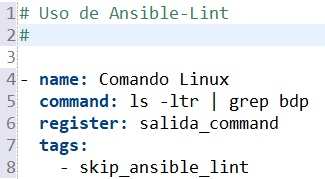 1# Uso de Ansible-Lint
2#
3
4- name: Comando Linux
5  command: ls -ltr | grep bdp
6  register: salida_command
7  tags:
8    - skip_ansible_lint